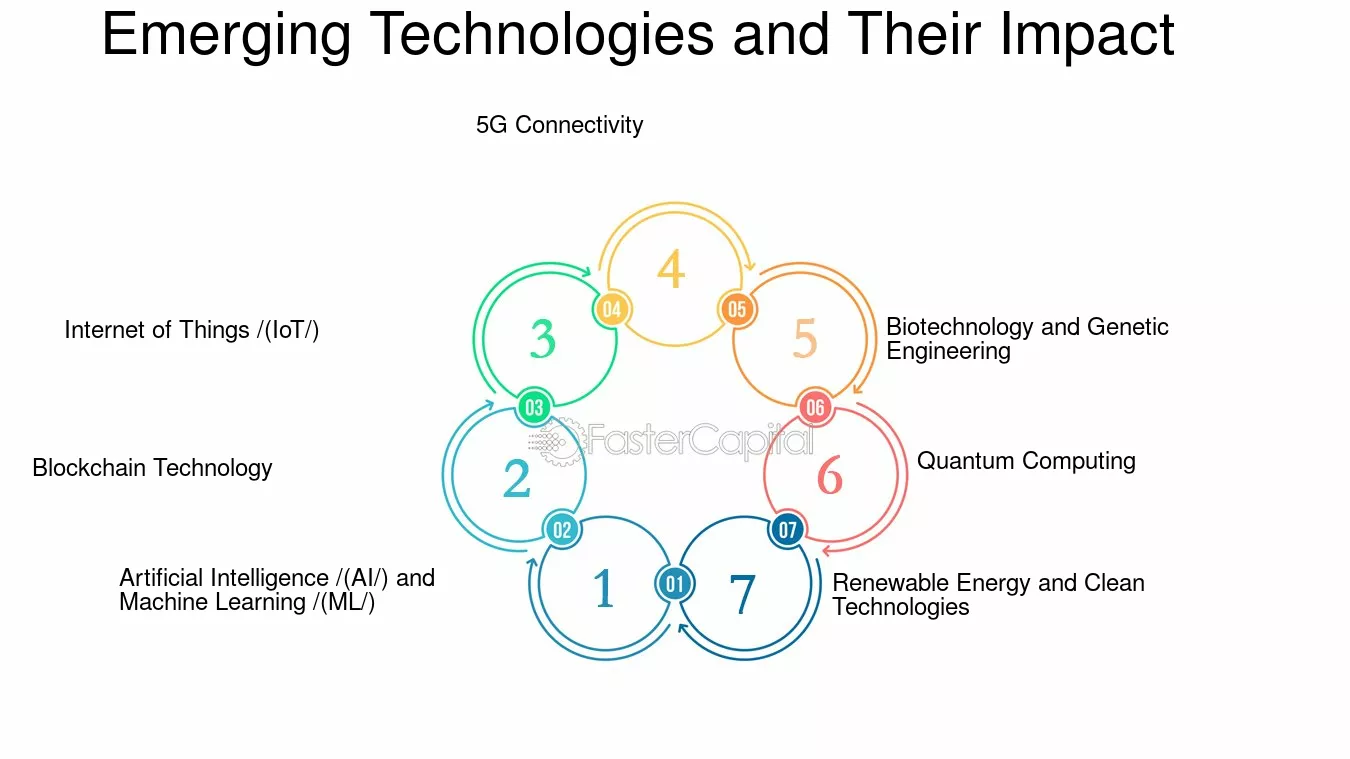 Emerging Technologies and Their Impact
5G Connectivity
4
3
04
05
5
Internet of Things /(IoT/)
Biotechnology and Genetic
Engineering
03
06
FasterCapital
Blockchain Technology
2
6
Quantum Computing
02
07
Artificial Intelligence /(AI/) and
Machine Learning /(ML/)
1
01
7
Renewable Energy and Clean
Technologies